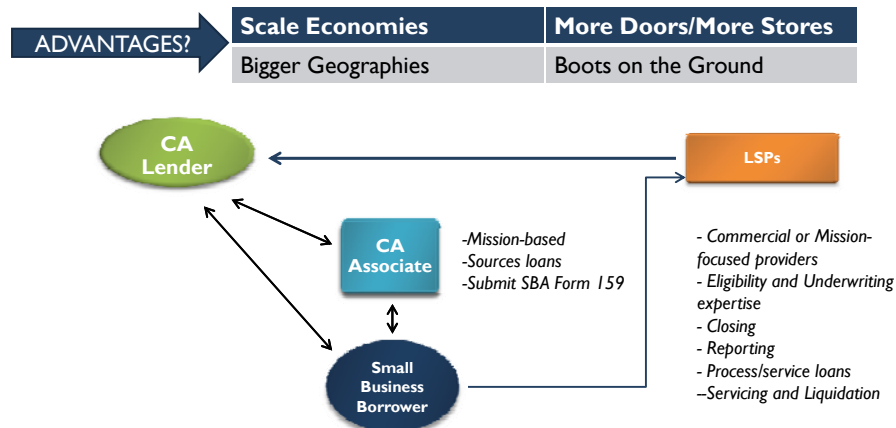 ADVANTAGES?
Scale Economies
More Doors/More Stores
Bigger Geographies
Boots on the Ground
CA
Lender
LSPs
CA
Associate
-Mission-based
-Sources loans
-Submit SBA Form 159
- Commercial or Mission-
focused providers
- Eligibility and Underwriting
expertise
- Closing
- Reporting
- Process/service loans
–Servicing and Liquidation
Small
Business
Borrower